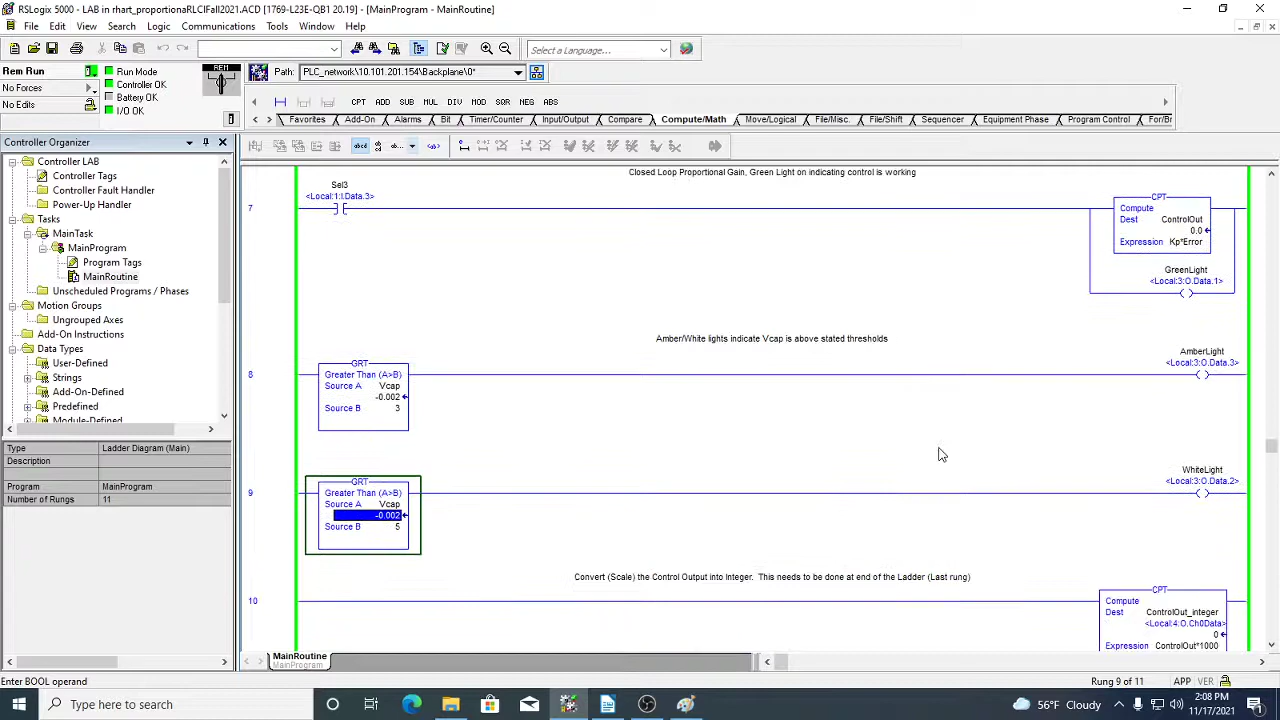 RSLogix 5000 - LAB in rhart_proportionaRLCIFall2021.ACD [1769-L23E-QB1 20.19] - [MainProgram - MainRoutine]
File Edit View Search Logic Communications Tools Window Help
Select a Language...
Rem Run
Run Mode
No Forces
Controller OK
Battery OK
No Edits
I/O OK
REM
Path: PLC_network\10.101.201.154\Backplane\0*
CPT ADD SUB MUL DIV MOD SQR NEG ABS
Favorites Add-On Alarms Bit Timer/Counter Input/Output Compare Compute/Math Move/Logical File/Misc. File/Shift Sequencer Equipment Phase Program Control For/Br
Controller Organizer
Controller LAB
Controller Tags
Controller Fault Handler
Power-Up Handler
Tasks
MainTask
MainProgram
Program Tags
MainRoutine
Unscheduled Programs / Phases
Motion Groups
Ungrouped Axes
Add-On Instructions
Data Types
User-Defined
Strings
Add-On-Defined
Predefined
Module-Defined
Type Ladder Diagram (Main)
Description
Program MainProgram
Number of Rungs 11
Closed Loop Proportional Gain, Green Light on indicating control is working
Sel3
<Local:1:I.Data.3>
7
CPT
Compute
Dest ControlOut
0.0
Expression Kp*Error
GreenLight
<Local:3:O.Data.1>
Amber/White lights indicate Vcap is above stated thresholds
8
GRT
Greater Than (A>B)
Source A Vcap
-0.002
Source B 3
AmberLight
<Local:3:O.Data.3>
9
GRT
Greater Than (A>B)
Source A Vcap
-0.002
Source B 5
WhiteLight
<Local:3:O.Data.2>
Convert (Scale) the Control Output into Integer. This needs to be done at end of the Ladder (Last rung)
10
CPT
Compute
Dest ControlOut_integer
<Local:4:O.Ch0Data>
0
Expression ControlOut*1000
MainRoutine
MainProgram
Enter BOOL operand
Rung 9 of 11
APP
VER
Type here to search
36°F Cloudy
2:08 PM
11/17/2021